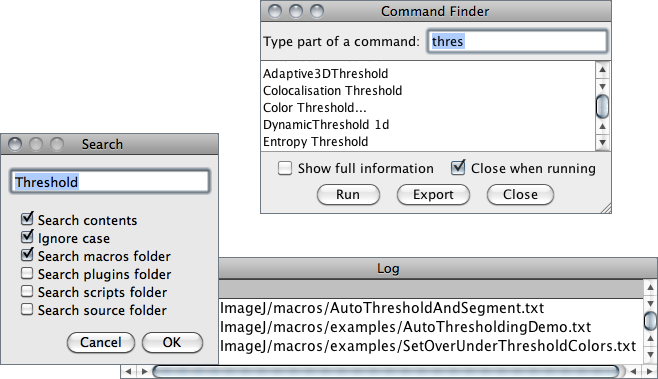 Command Finder
Type part of a command: thres
Adaptive3DThreshold
Colocalisation Threshold
Color Threshold...
DynamicThreshold 1d
Entropy Threshold
Show full information Close when running
Run Export Close
Search
Threshold
Search contents
Ignore case
Search macros folder
Search plugins folder
Search scripts folder
Search source folder
Cancel OK
Log
ImageJ/macros/AutoThresholdAndSegment.txt
ImageJ/macros/examples/AutoThresholdingDemo.txt
ImageJ/macros/examples/SetOverUnderThresholdColors.txt